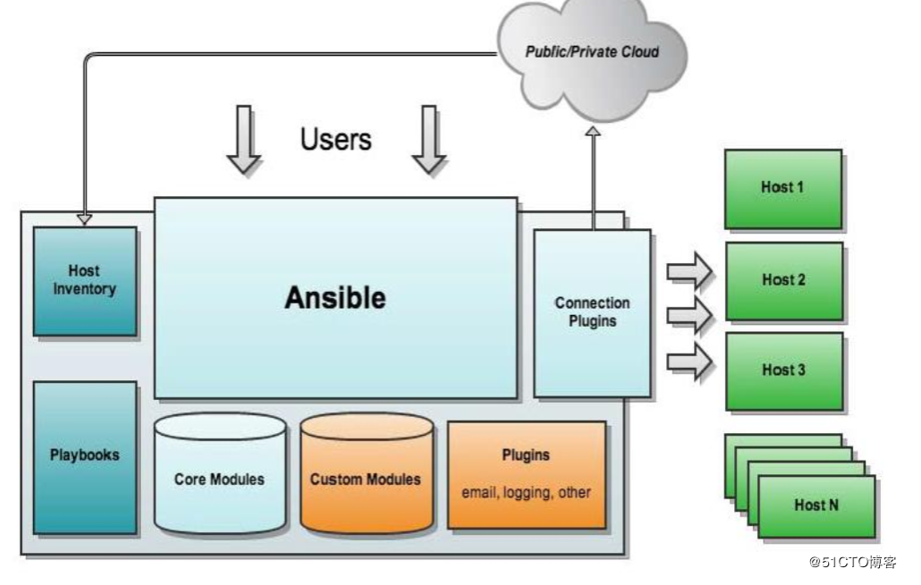 Public/Private Cloud
Users
Host 1
Host
Inventory
Ansible
Connection
Plugins
Host 2
Host 3
Playbooks
Core Modules
Custom Modules
Plugins
email, logging, other
Host N
@51CTO博客